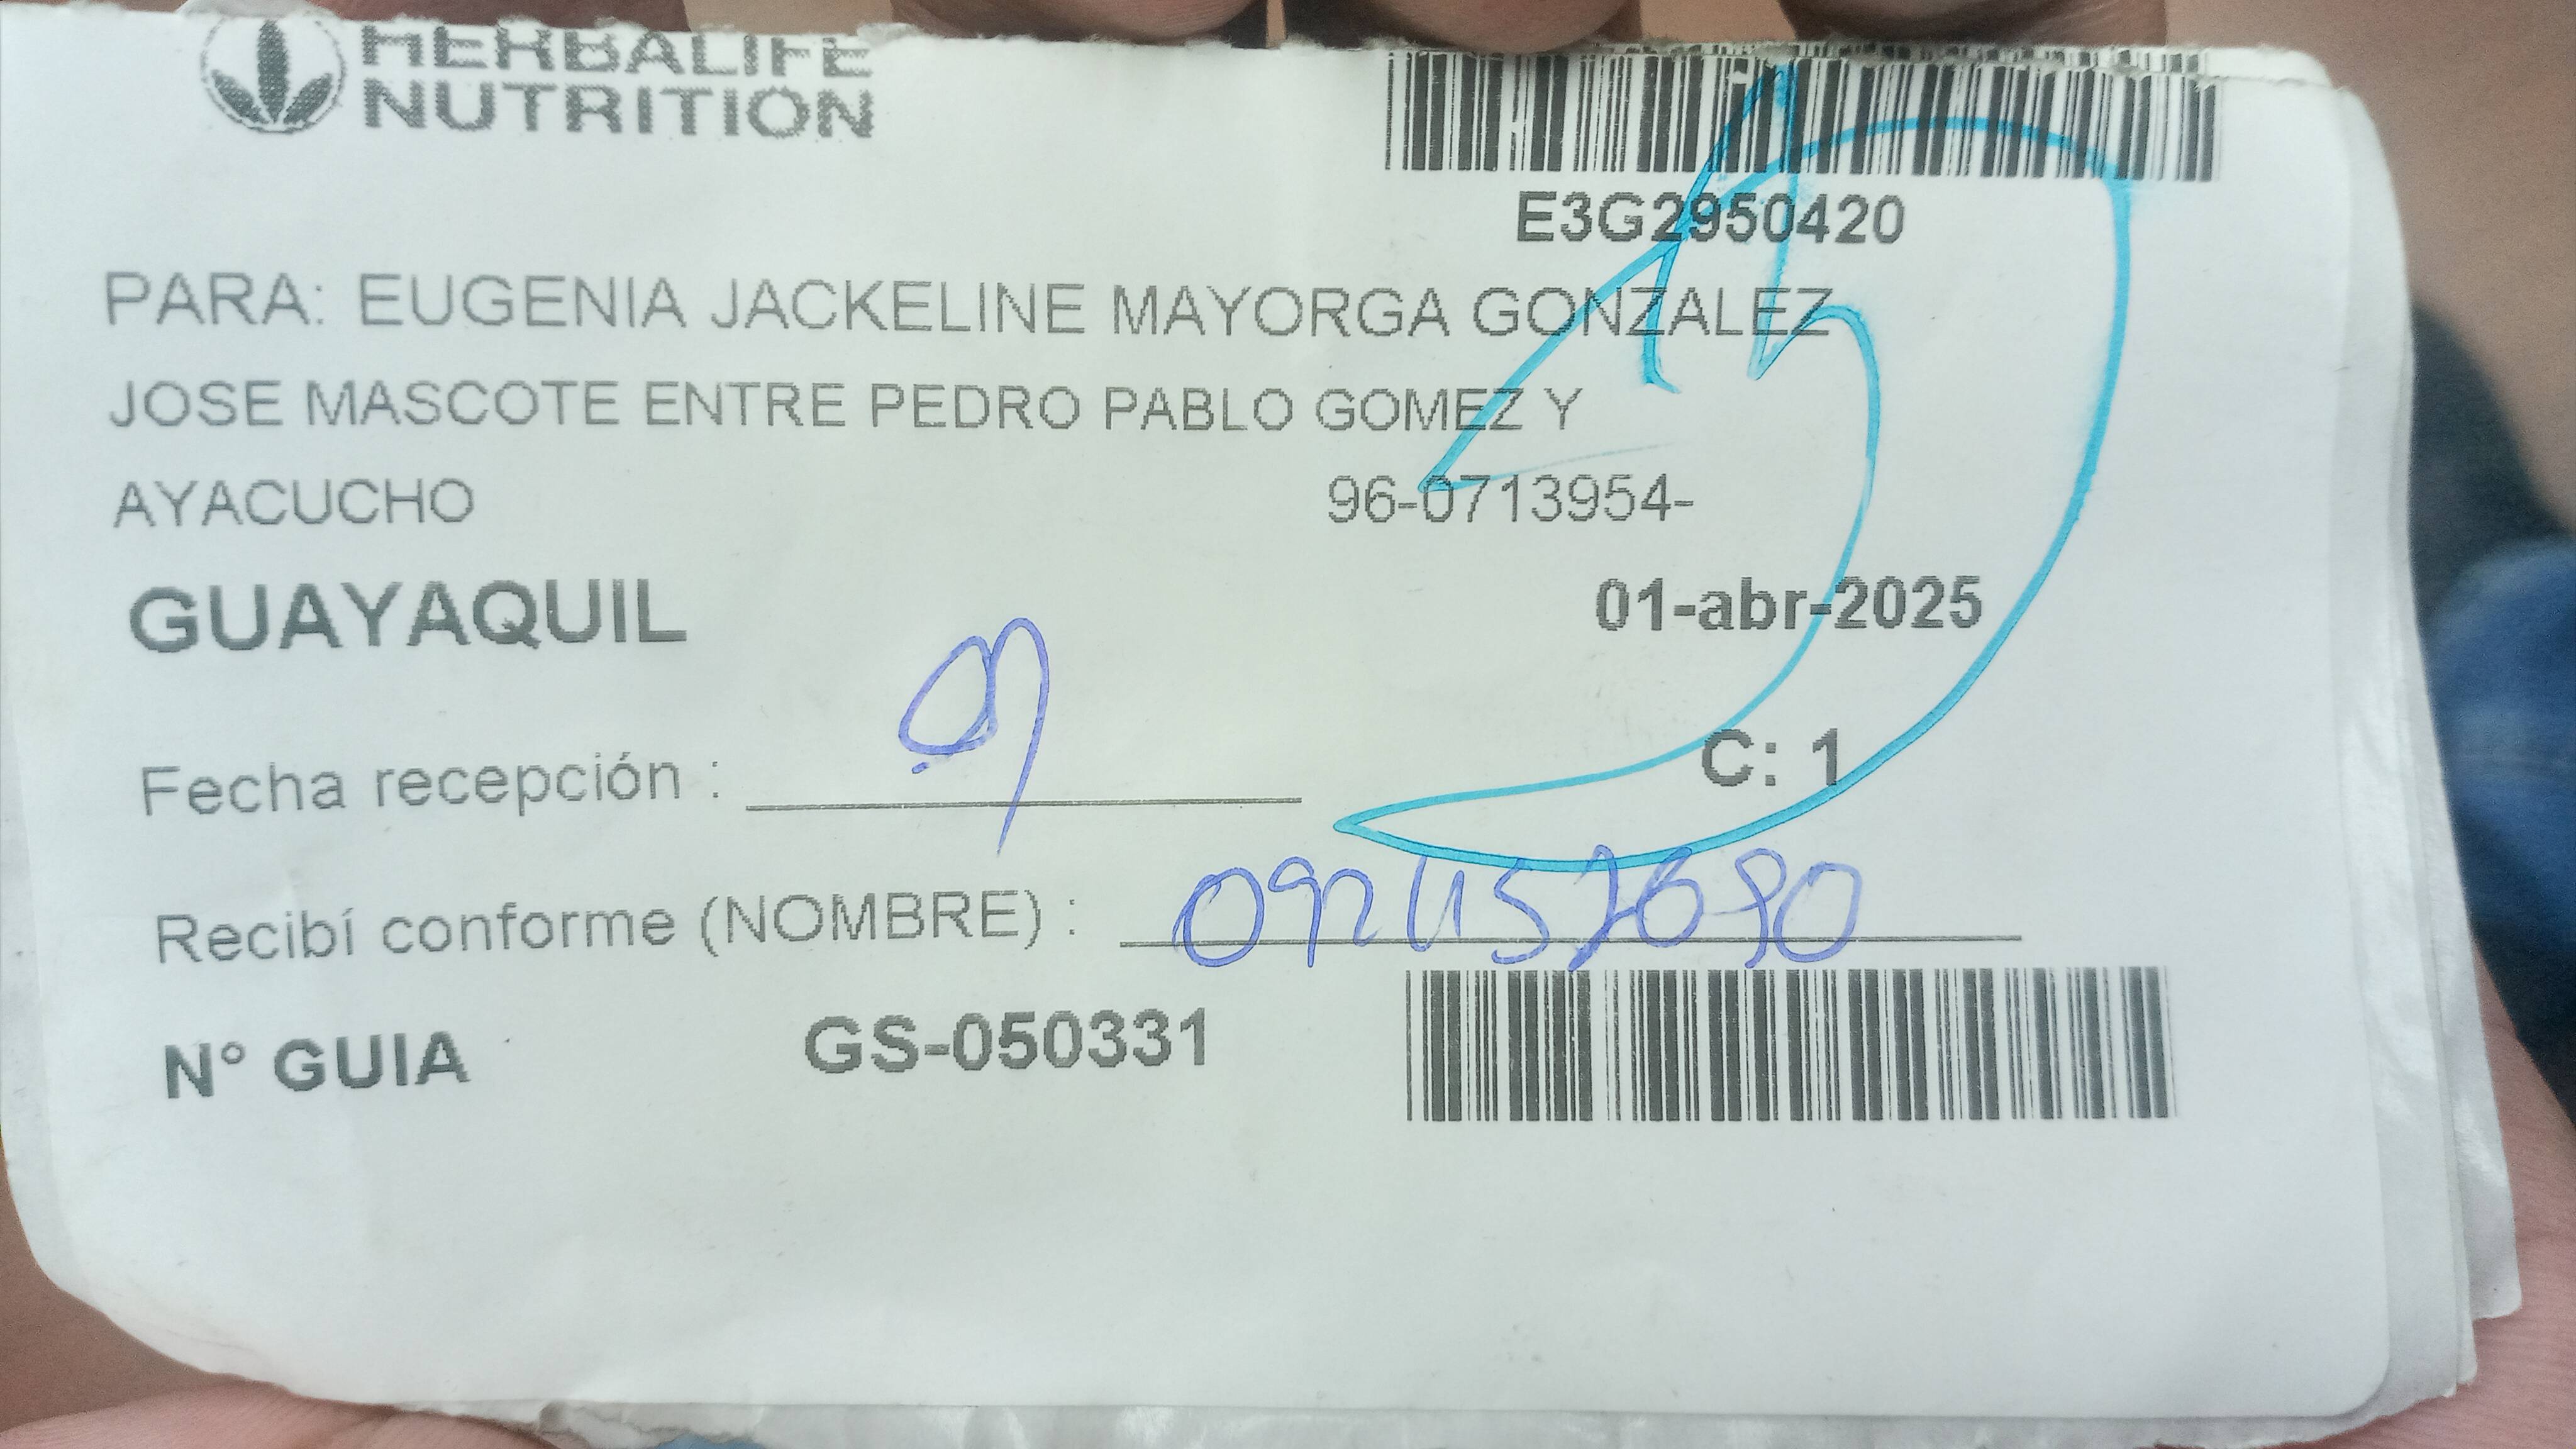 HERBALIFE
NUTRITION
E3G2950420
PARA: EUGENIA JACKELINE MAYORGA GONZALEZ
JOSE MASCOTE ENTRE PEDRO PABLO GOMEZ Y
AYACUCHO 96-0713954-
GUAYAQUIL 01-abr-2025
Fecha recepción : C: 1
Recibí conforme (NOMBRE) :
N° GUIA GS-050331